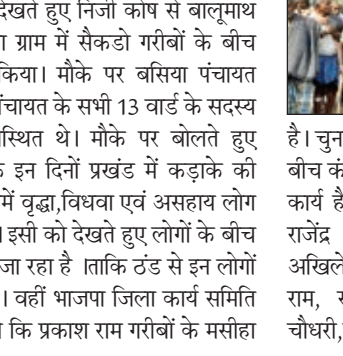 देखते हुए निजी कोष से बालूमाथ
ग्राम में सैकडो गरीबों के बीच
किया। मौके पर बसिया पंचायत
पंचायत के सभी 13 वार्ड के सदस्य
स्थित थे। मौके पर बोलते हुए
इन दिनों प्रखंड में कड़ाके की
में वृद्धा,विधवा एवं असहाय लोग
। इसी को देखते हुए लोगों के बीच
जा रहा है ।ताकि ठंड से इन लोगों
। वहीं भाजपा जिला कार्य समिति
कि प्रकाश राम गरीबों के मसीहा
है। चुन
बीच कं
कार्य है
राजेंद्र
अखिले
राम,
चौधरी,